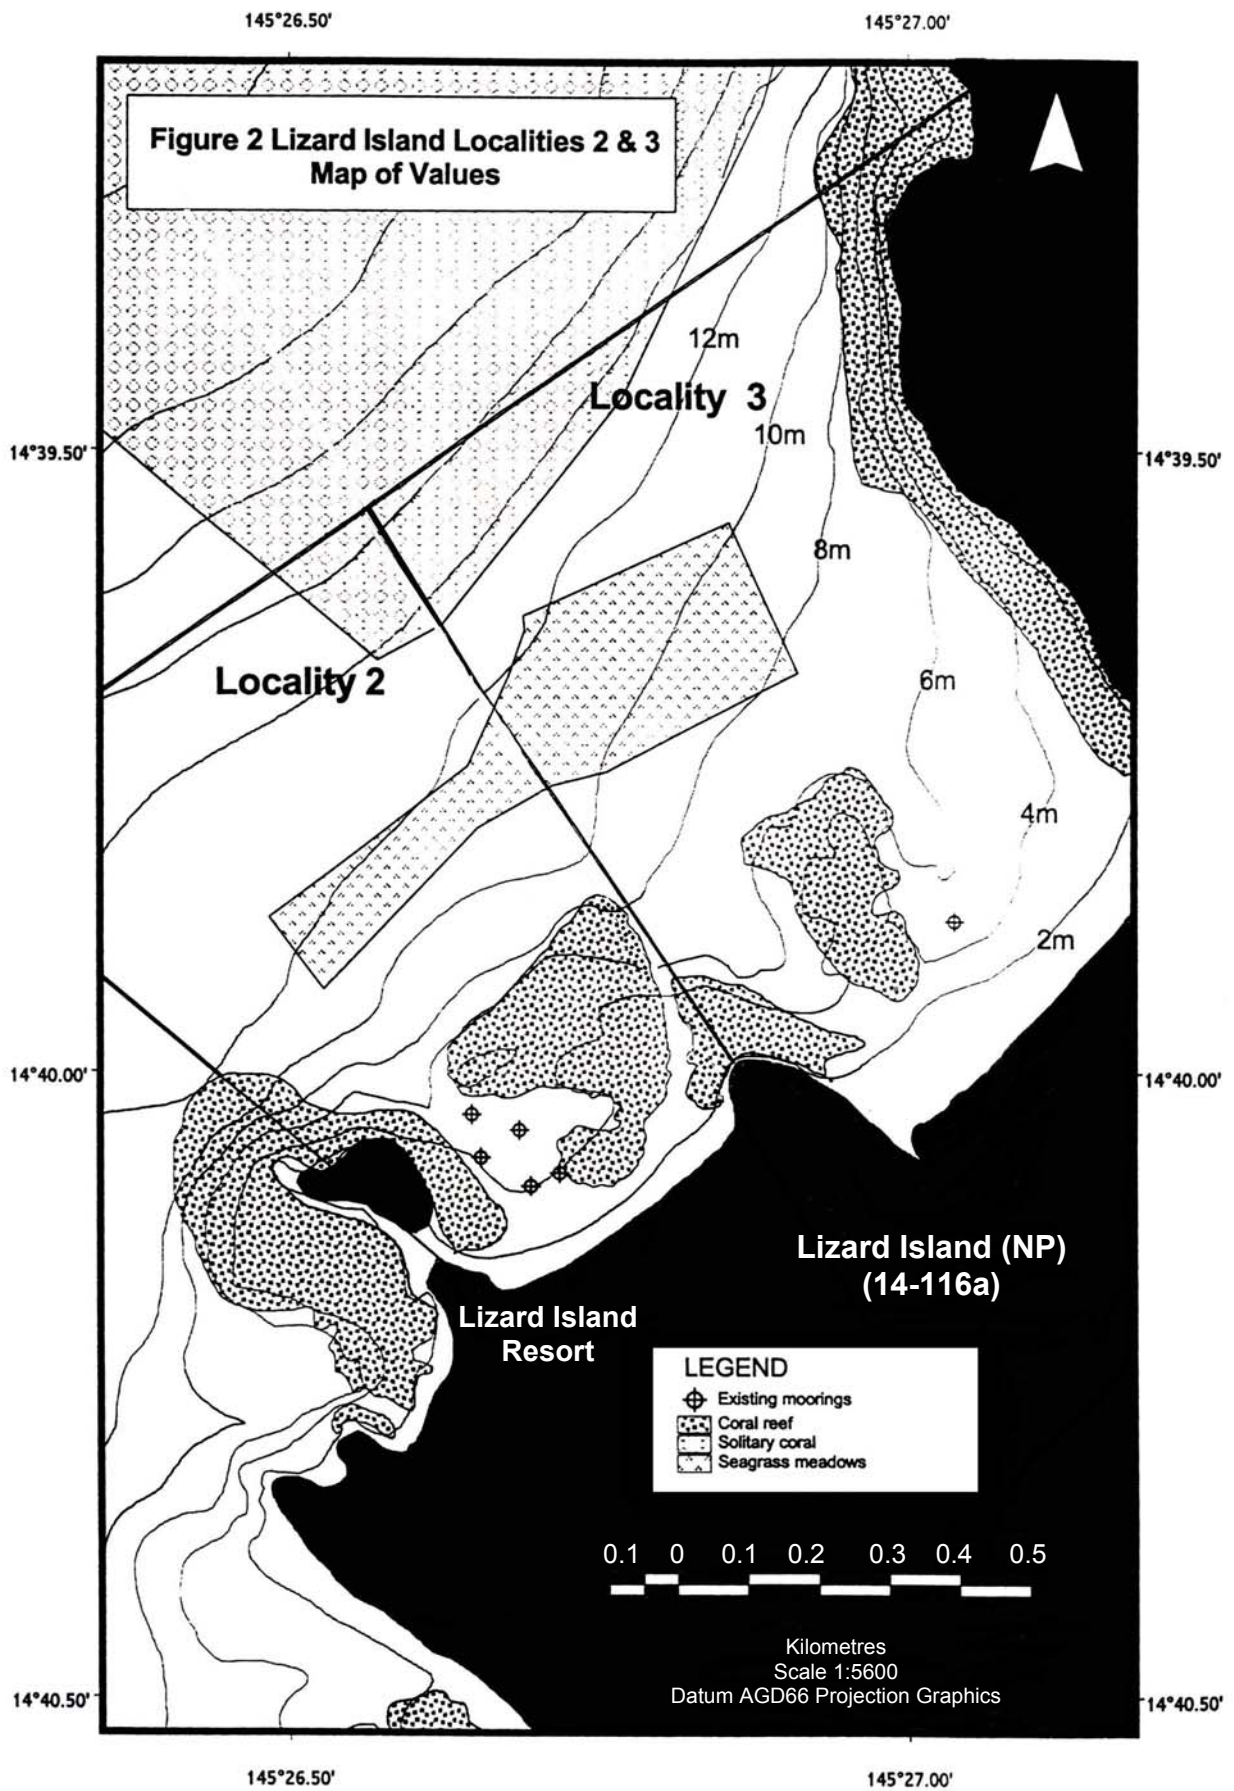 145°26.50'
145°27.00'
Figure 2 Lizard Island Localities 2 & 3
Map of Values
12m
Locality 3
10m
14°39.50'
14°39.50'
8m
Locality 2
6m
4m
2m
14°40.00'
14°40.00'
Lizard Island (NP)
(14-116a)
Lizard Island
Resort
LEGEND
Existing moorings
Coral reef
Solitary coral
Seagrass meadows
0.1 0 0.1 0.2 0.3 0.4 0.5
Kilometres
Scale 1:5600
Datum AGD66 Projection Graphics
14°40.50'
14°40.50'
145°26.50'
145°27.00'